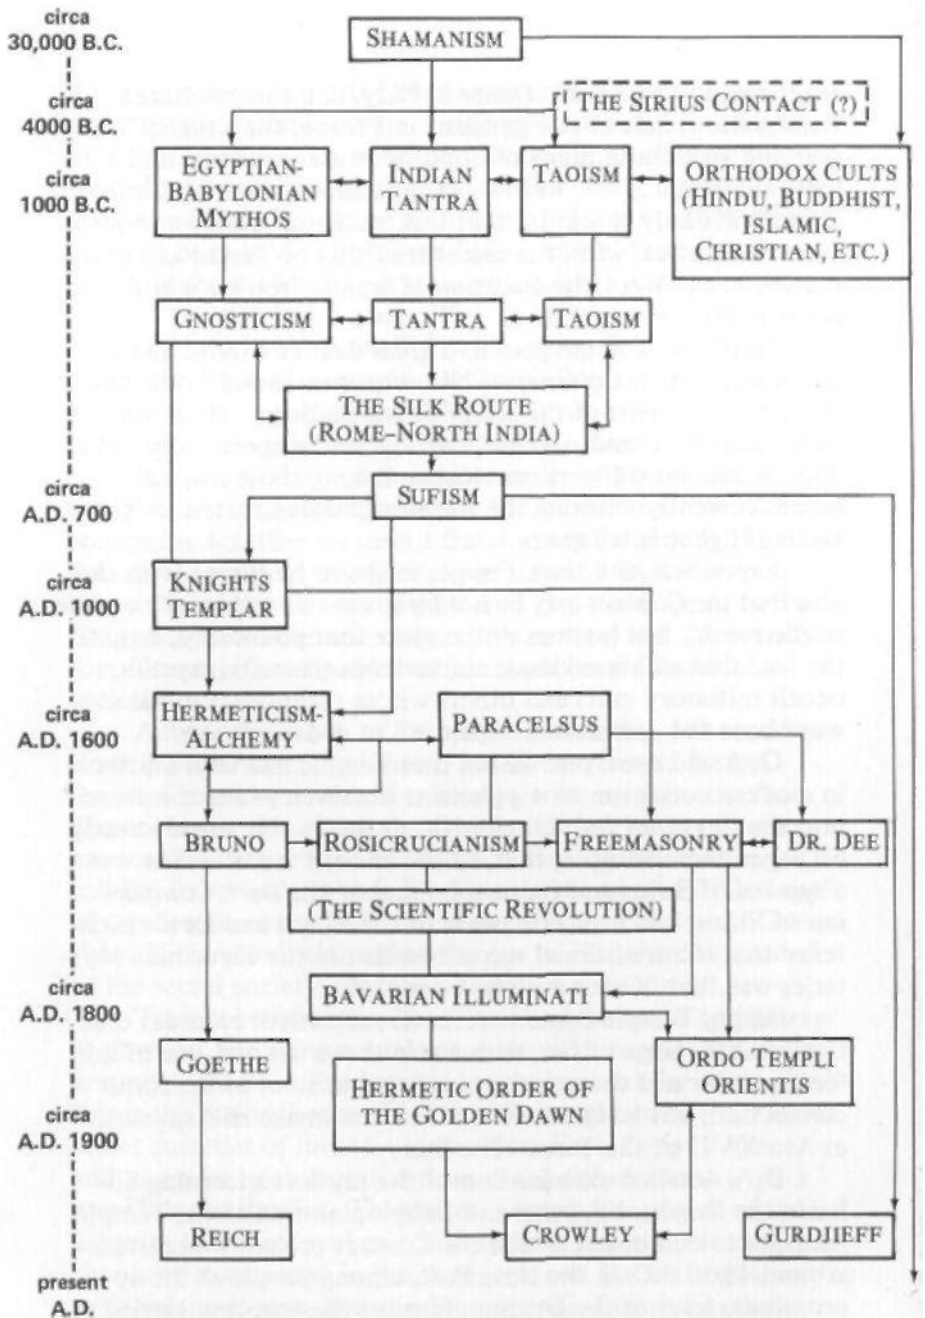 circa
30,000 B.C.
SHAMANISM
circa
4000 B.C.
THE SIRIUS CONTACT (?)
circa
1000 B.C.
EGYPTIAN-
BABYLONIAN
MYTHOS
INDIAN
TANTRA
TAOISM
ORTHODOX CULTS
(HINDU, BUDDHIST,
ISLAMIC,
CHRISTIAN, ETC.)
GNOSTICISM
TANTRA
TAOISM
THE SILK ROUTE
(ROME–NORTH INDIA)
circa
A.D. 700
SUFISM
circa
A.D. 1000
KNIGHTS
TEMPLAR
circa
A.D. 1600
HERMETICISM-
ALCHEMY
PARACELSUS
BRUNO
ROSICRUCIANISM
FREEMASONRY
DR. DEE
(THE SCIENTIFIC REVOLUTION)
circa
A.D. 1800
BAVARIAN ILLUMINATI
GOETHE
ORDO TEMPLI
ORIENTIS
HERMETIC ORDER OF
THE GOLDEN DAWN
circa
A.D. 1900
REICH
CROWLEY
GURDJIEFF
present
A.D.